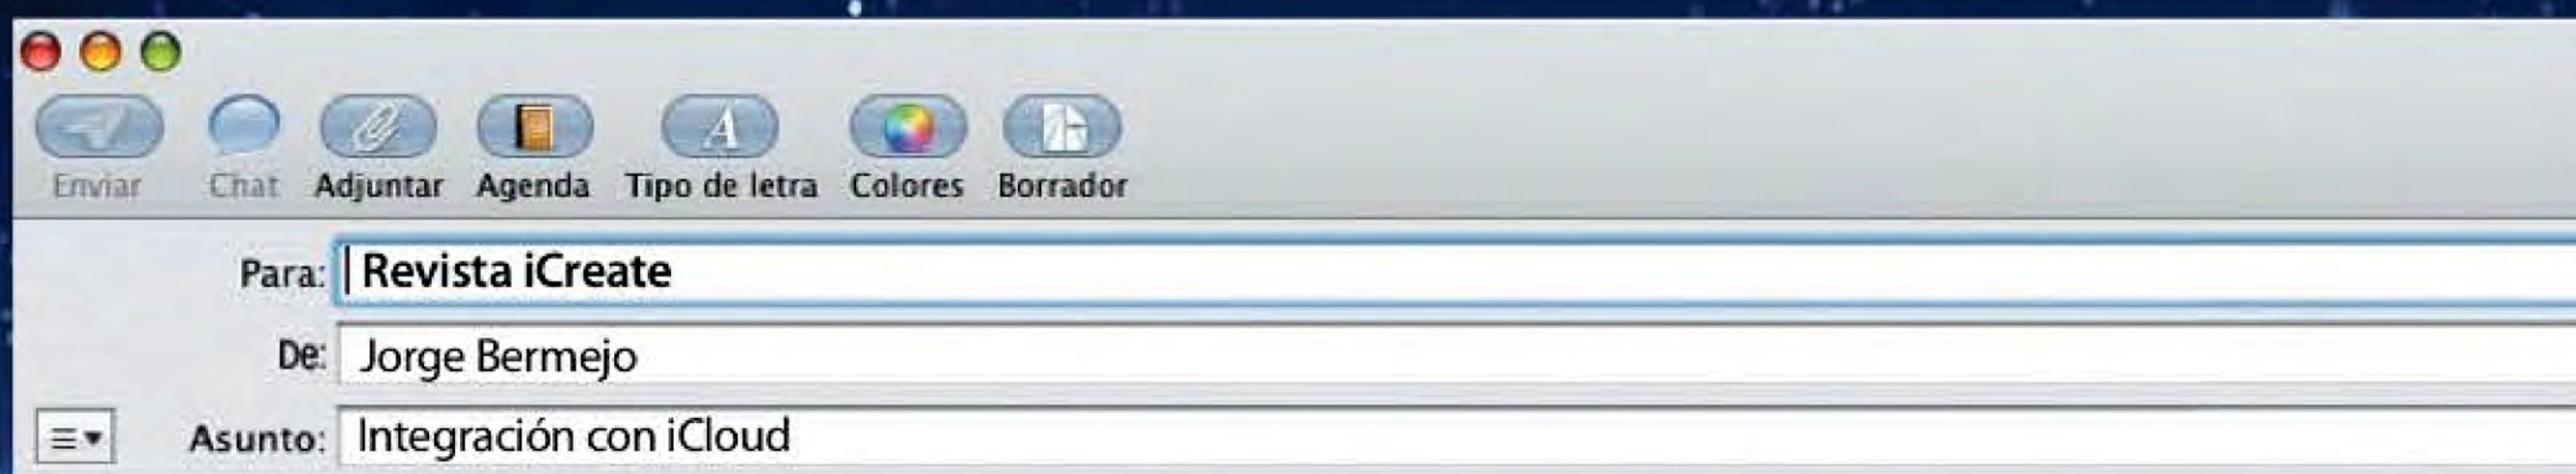 Enviar Chat Adjuntar Agenda Tipo de letra Colores Borrador
Para: Revista iCreate
De: Jorge Bermejo
Asunto: Integración con iCloud